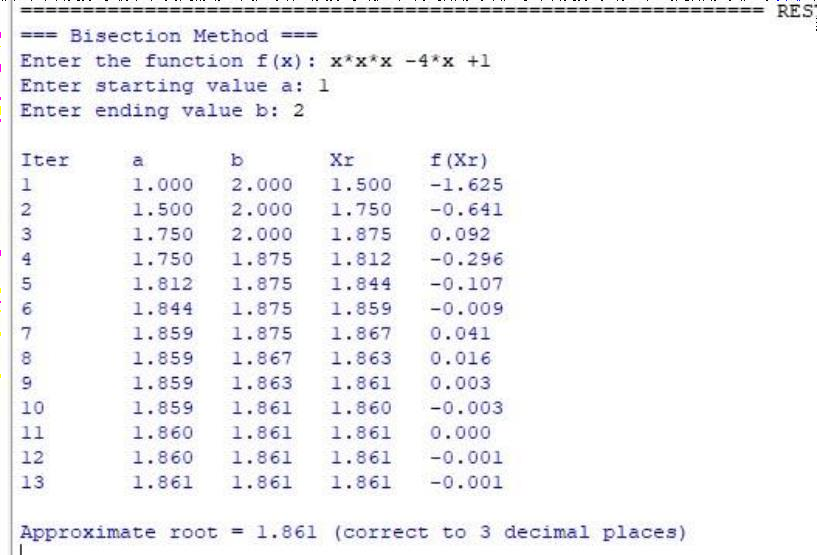 =============================================================== RES
=== Bisection Method ===
Enter the function f(x): x*x*x -4*x +1
Enter starting value a: 1
Enter ending value b: 2
Iter a b Xr f(Xr)
1 1.000 2.000 1.500 -1.625
2 1.500 2.000 1.750 -0.641
3 1.750 2.000 1.875 0.092
4 1.750 1.875 1.812 -0.296
5 1.812 1.875 1.844 -0.107
6 1.844 1.875 1.859 -0.009
7 1.859 1.875 1.867 0.041
8 1.859 1.867 1.863 0.016
9 1.859 1.863 1.861 0.003
10 1.859 1.861 1.860 -0.003
11 1.860 1.861 1.861 0.000
12 1.860 1.861 1.861 -0.001
13 1.861 1.861 1.861 -0.001
Approximate root = 1.861 (correct to 3 decimal places)